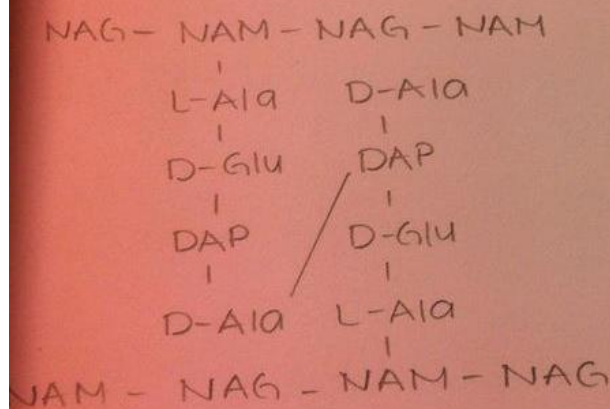 NAG - NAM - NAG - NAM
L-Ala D-Ala
D-Glu DAP
DAP D-Glu
D-Ala L-Ala
NAM - NAG - NAM - NAG